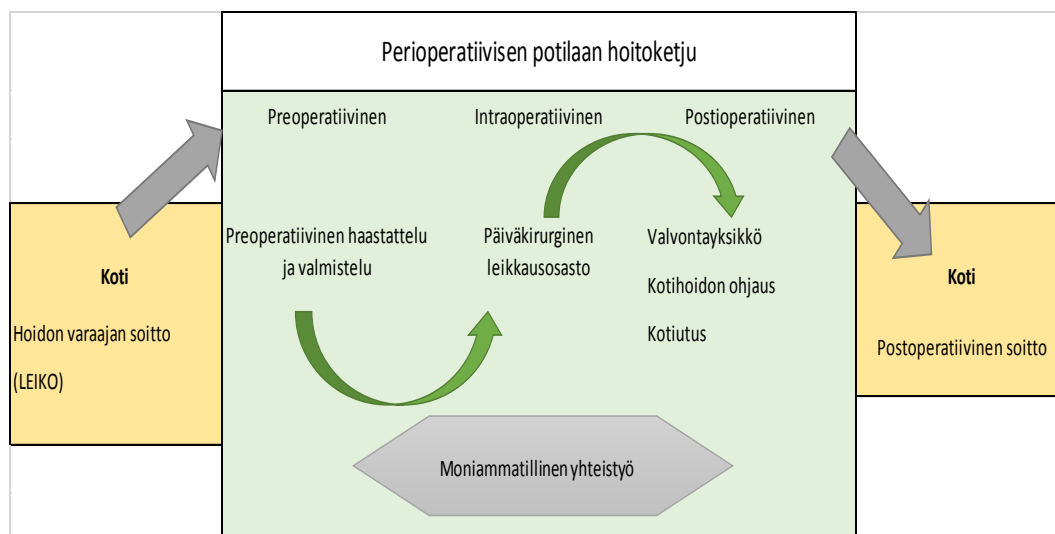 Perioperatiivisen potilaan hoitoketju
Preoperatiivinen
Intraoperatiivinen
Postioperatiivinen
Koti
Hoidon varaajan soitto
(LEIKO)
Preoperatiivinen haastattelu
ja valmistelu
Päiväkirurginen
leikkausosasto
Valvontayksikkö
Kotihoidon ohjaus
Kotiutus
Moniammatillinen yhteistyö
Koti
Postoperatiivinen soitto